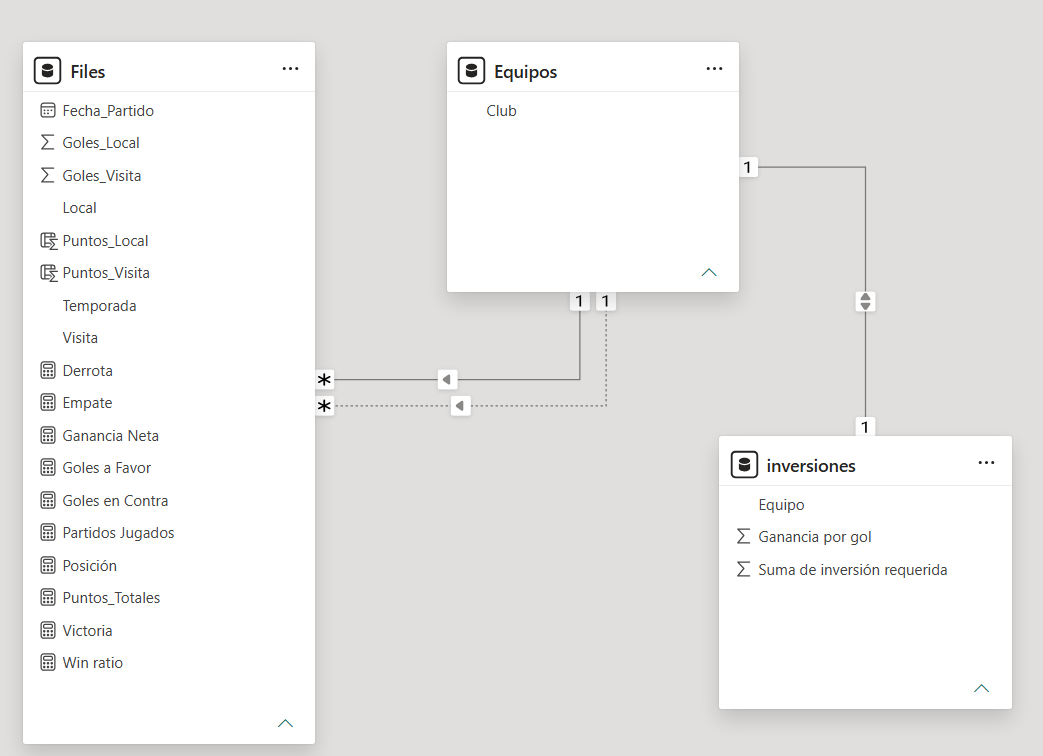 Files
Fecha_Partido
Goles_Local
Goles_Visita
Local
Puntos_Local
Puntos_Visita
Temporada
Visita
Derrota
Empate
Ganancia Neta
Goles a Favor
Goles en Contra
Partidos Jugados
Posición
Puntos_Totales
Victoria
Win ratio
Equipos
Club
1
1
1
*
*
1
inversiones
Equipo
Ganancia por gol
Suma de inversión requerida